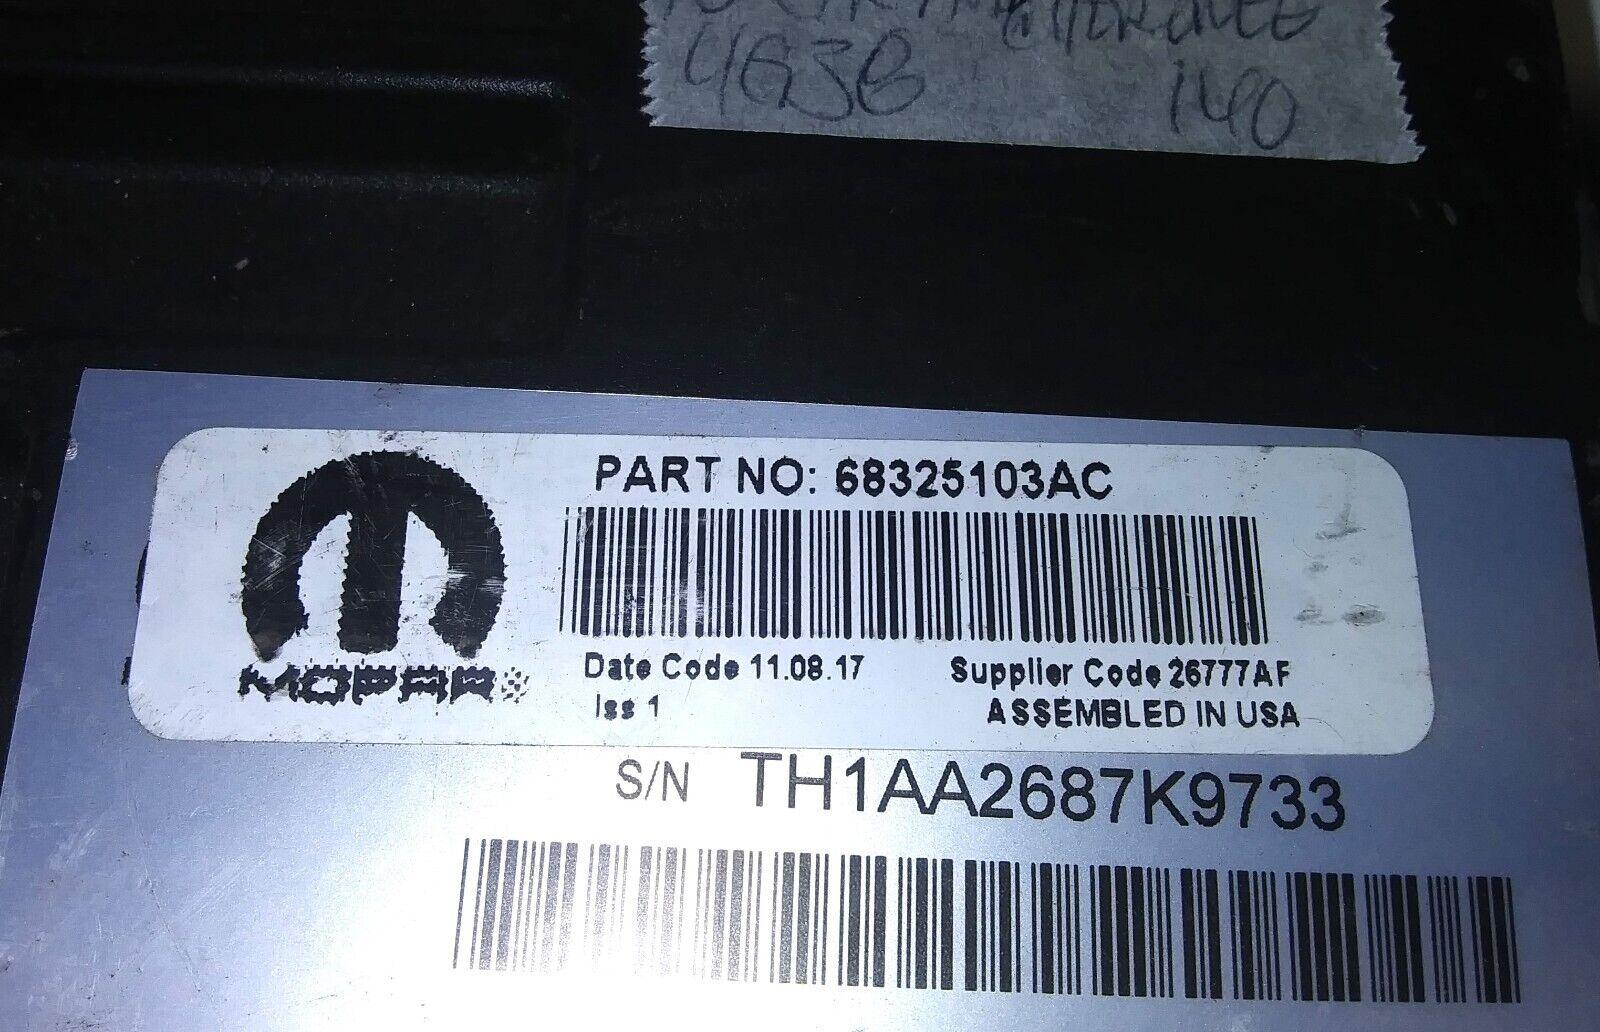 CHEROKEE
4G3B 140
PART NO: 68325103AC
MOPAR
Date Code 11.08.17 Supplier Code 26777AF
Iss 1 ASSEMBLED IN USA
S/N TH1AA2687K9733